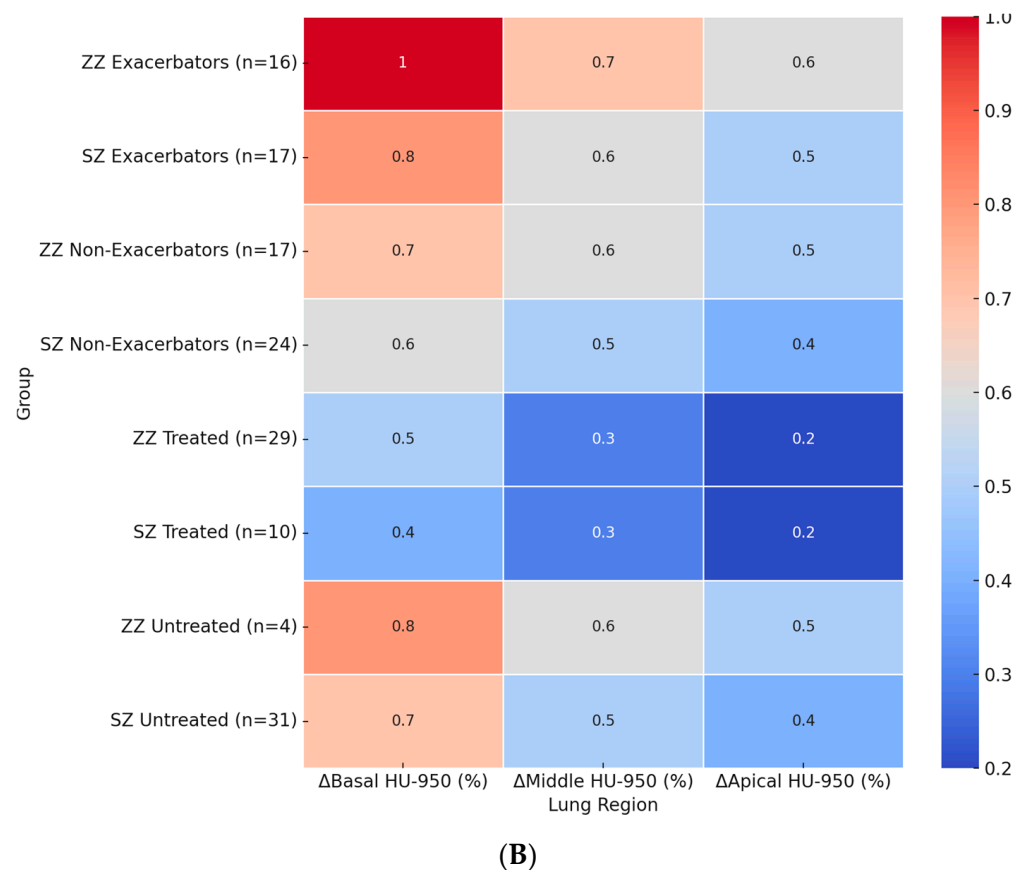 ZZ Exacerbators (n=16) 1 0.7 0.6
SZ Exacerbators (n=17) 0.8 0.6 0.5
ZZ Non-Exacerbators (n=17) 0.7 0.6 0.5
SZ Non-Exacerbators (n=24) 0.6 0.5 0.4
ZZ Treated (n=29) 0.5 0.3 0.2
SZ Treated (n=10) 0.4 0.3 0.2
ZZ Untreated (n=4) 0.8 0.6 0.5
SZ Untreated (n=31) 0.7 0.5 0.4
Group
ΔBasal HU-950 (%) ΔMiddle HU-950 (%) ΔApical HU-950 (%)
Lung Region
1.0
0.9
0.8
0.7
0.6
0.5
0.4
0.3
0.2
(B)